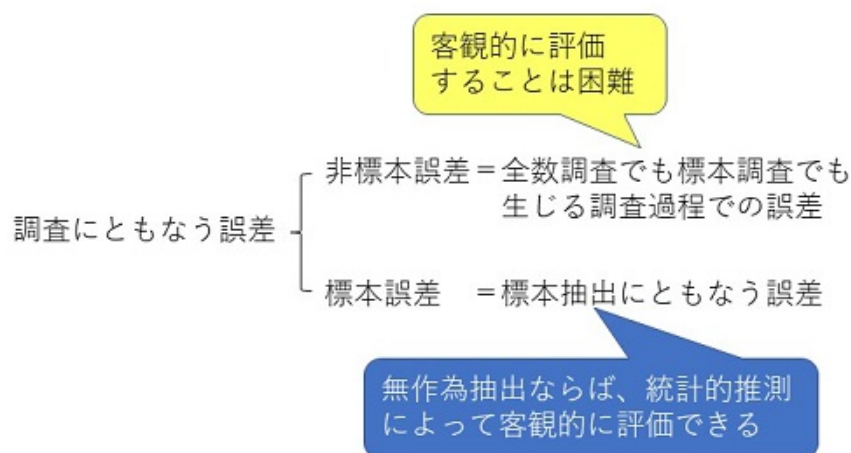 客観的に評価
することは困難
非標本誤差＝全数調査でも標本調査でも
生じる調査過程での誤差
調査にともなう誤差
標本誤差　＝標本抽出にともなう誤差
無作為抽出ならば、統計的推測
によって客観的に評価できる